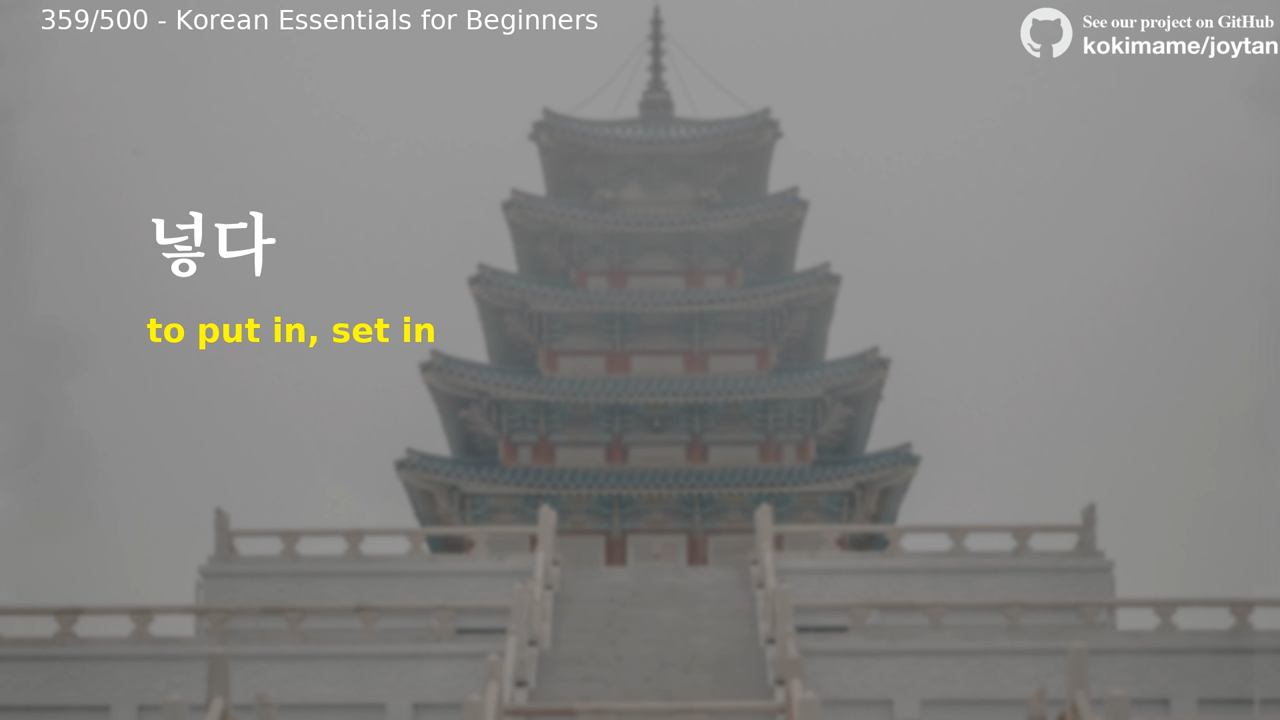 359/500 - Korean Essentials for Beginners
See our project on GitHub
kokimame/joytan
넣다
to put in, set in